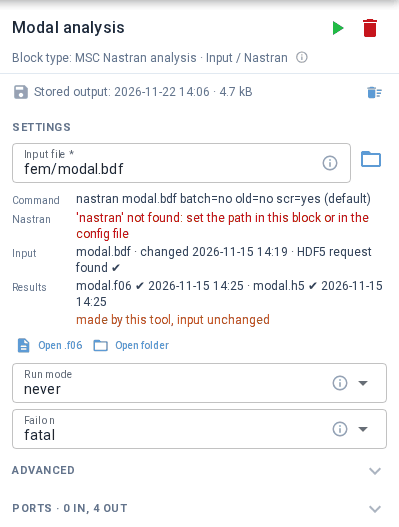 Modal analysis
Block type: MSC Nastran analysis · Input / Nastran
Stored output: 2026-11-22 14:06 · 4.7 kB
SETTINGS
Input file *
fem/modal.bdf
Command nastran modal.bdf batch=no old=no scr=yes (default)
Nastran 'nastran' not found: set the path in this block or in the
config file
Input modal.bdf · changed 2026-11-15 14:19 · HDF5 request
found ✔
Results modal.f06 ✔ 2026-11-15 14:25 · modal.h5 ✔ 2026-11-15
14:25
made by this tool, input unchanged
Open .f06 Open folder
Run mode
never
Fail on
fatal
ADVANCED
PORTS · 0 IN, 4 OUT